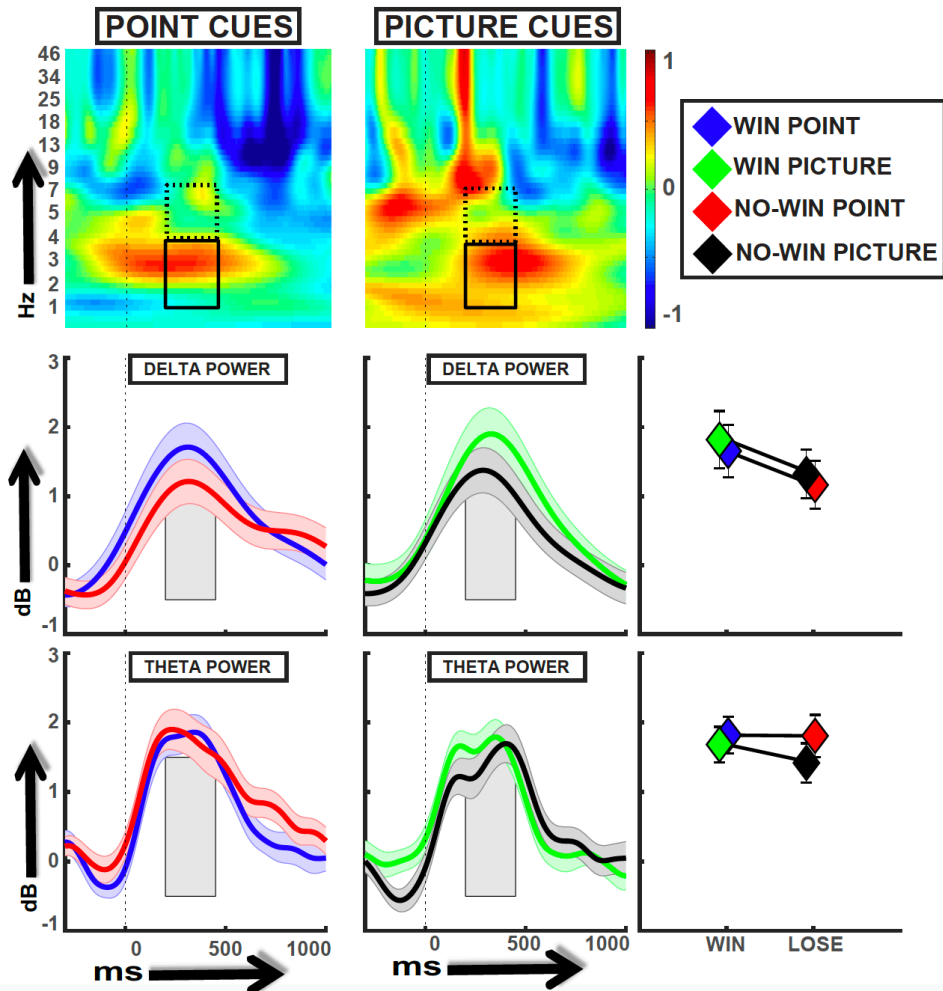 POINT CUES
PICTURE CUES
46
34
25
18
13
9
7
5
4
3
2
1
Hz
1
0
-1
WIN POINT
WIN PICTURE
NO-WIN POINT
NO-WIN PICTURE
DELTA POWER
DELTA POWER
3
2
1
0
-1
dB
THETA POWER
THETA POWER
3
2
1
0
-1
dB
0 500 1000
0 500 1000
WIN LOSE
ms
ms